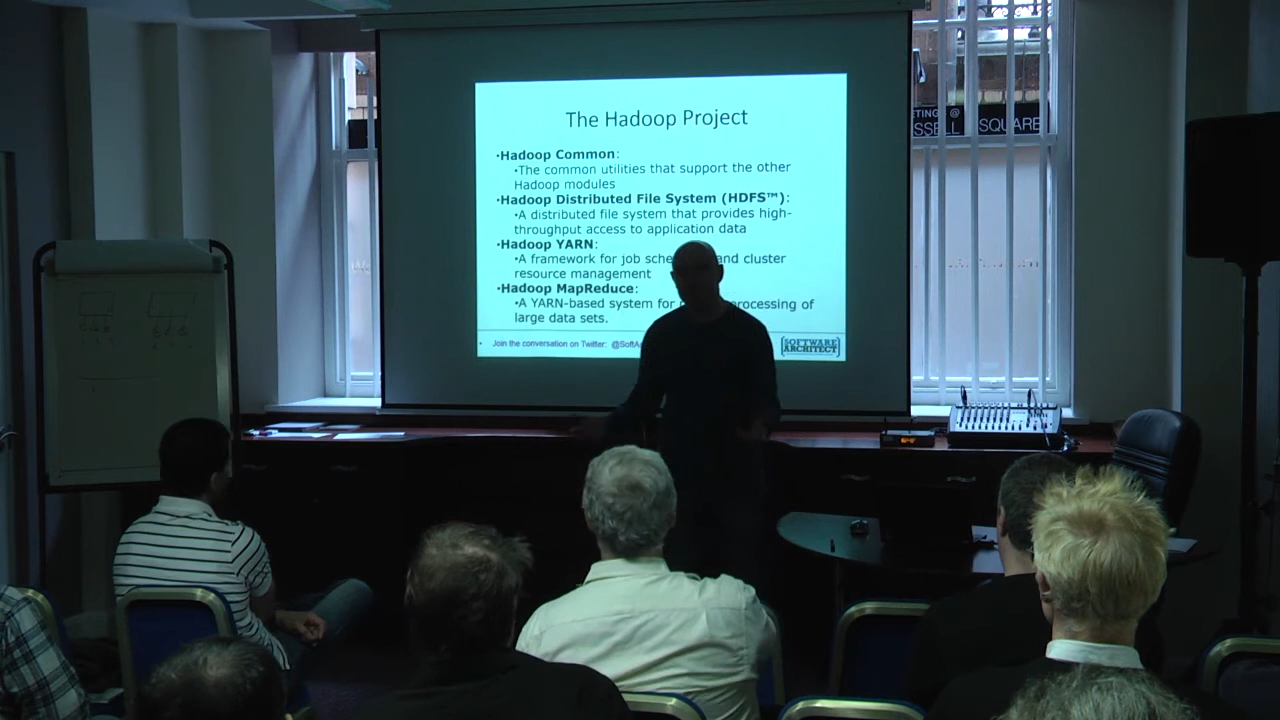 The Hadoop Project
•Hadoop Common:
•The common utilities that support the other
Hadoop modules
•Hadoop Distributed File System (HDFS™):
•A distributed file system that provides high-
throughput access to application data
•Hadoop YARN:
•A framework for job and cluster
resource management
•Hadoop MapReduce:
•A YARN-based system for processing of
large data sets.
• Join the conversation on Twitter:
SOFTWARE
ARCHITECT
SQUARE